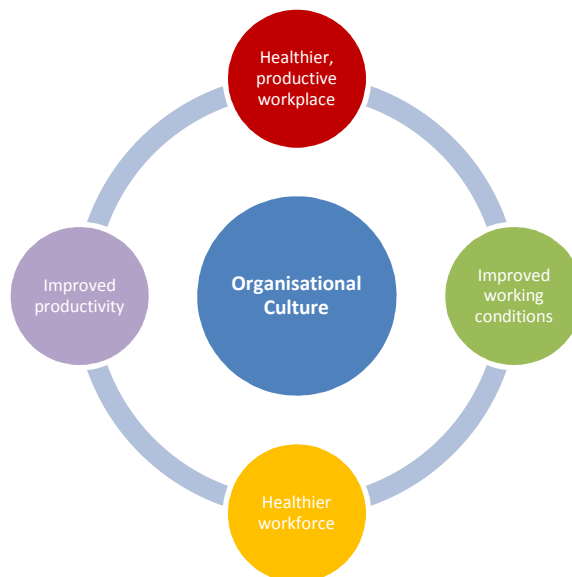 Healthier,
productive
workplace
Improved
productivity
Organisational
Culture
Improved
working
conditions
Healthier
workforce